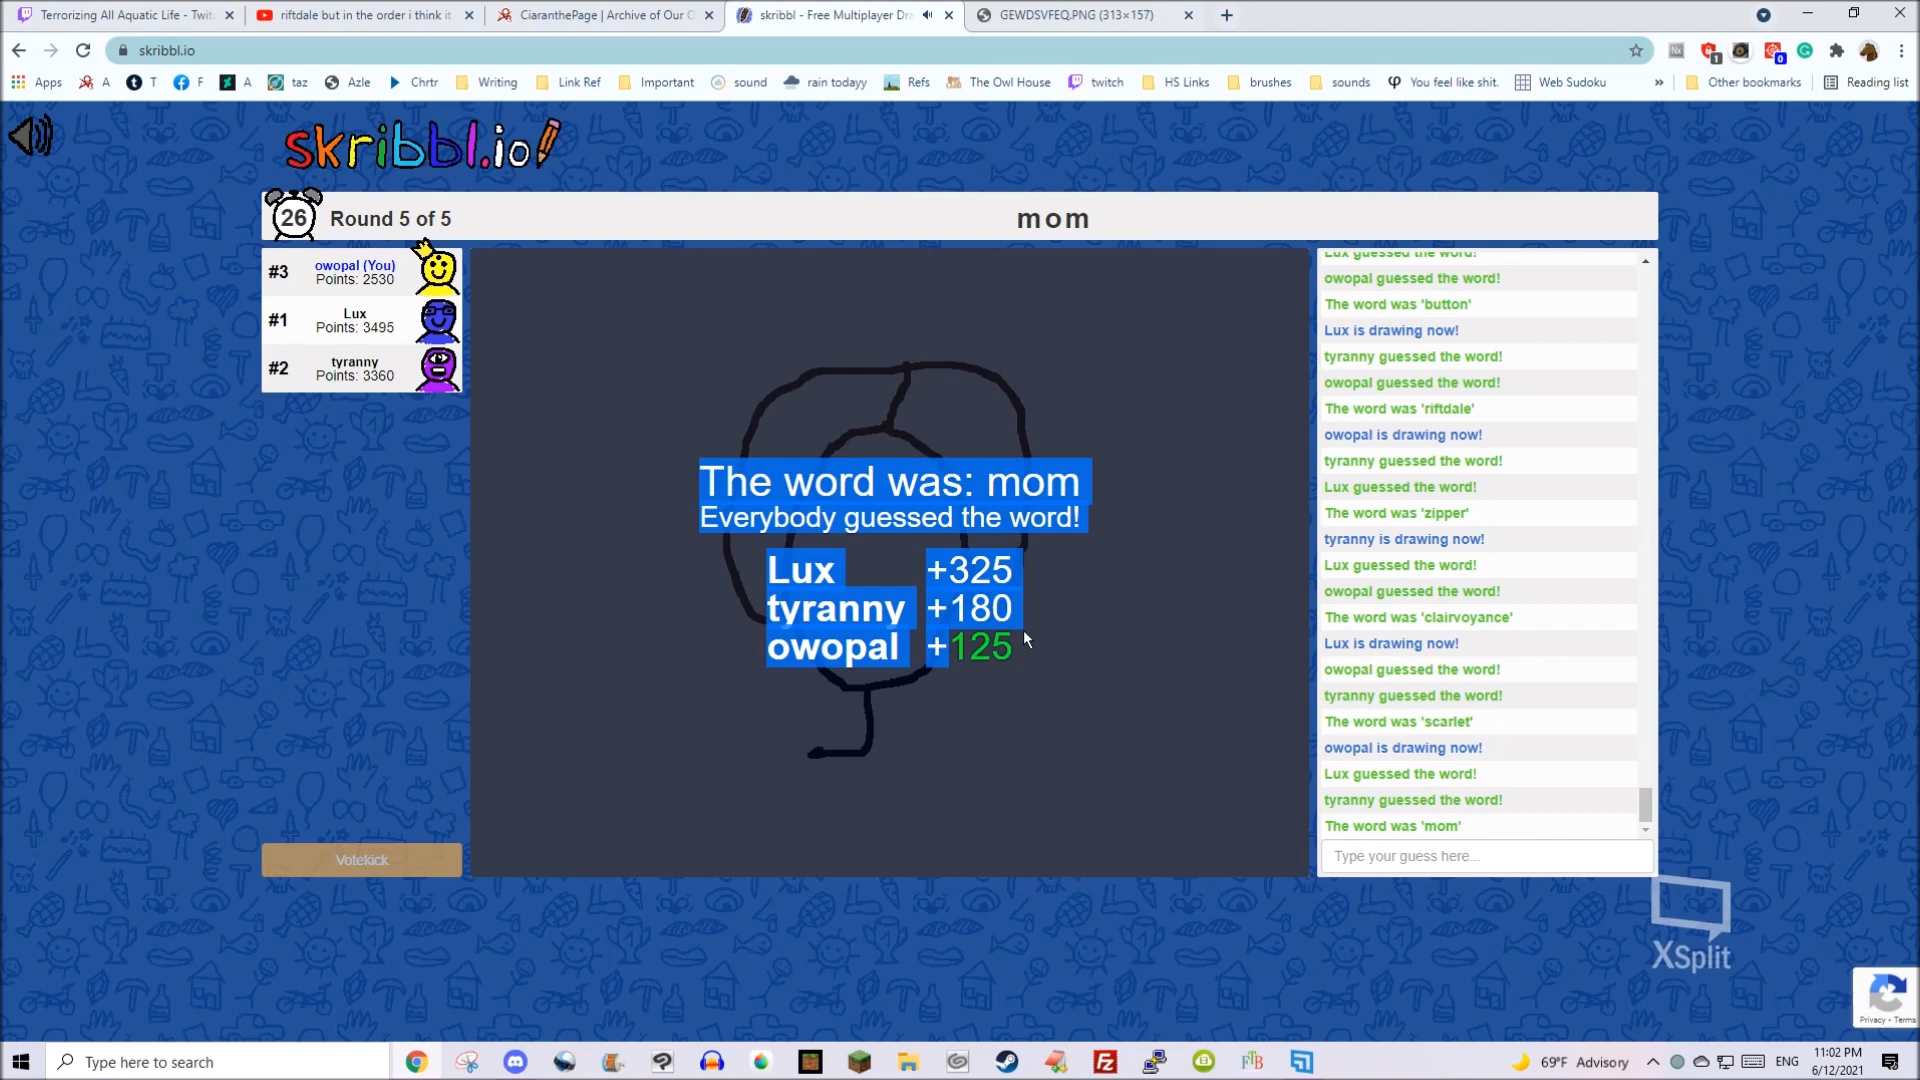 Terrorizing All Aquatic Life - Twit
riftdale but in the order i think it
CiaranthePage | Archive of Our O
skribbl - Free Multiplayer Dra
GEWDSVFEQ.PNG (313×157)
skribbl.io
Apps
A
T
F
A
taz
Azle
Chrtr
Writing
Link Ref
Important
sound
rain todayy
Refs
The Owl House
twitch
HS Links
brushes
sounds
You feel like shit.
Web Sudoku
»
Other bookmarks
Reading list
skribbl.io
26
Round 5 of 5
mom
#3
owopal (You)
Points: 2530
#1
Lux
Points: 3495
#2
tyranny
Points: 3360
Votekick
The word was: mom
Everybody guessed the word!
Lux +325
tyranny +180
owopal +125
Lux guessed the word!
owopal guessed the word!
The word was 'button'
Lux is drawing now!
tyranny guessed the word!
owopal guessed the word!
The word was 'riftdale'
owopal is drawing now!
tyranny guessed the word!
Lux guessed the word!
The word was 'zipper'
tyranny is drawing now!
Lux guessed the word!
owopal guessed the word!
The word was 'clairvoyance'
Lux is drawing now!
owopal guessed the word!
tyranny guessed the word!
The word was 'scarlet'
owopal is drawing now!
Lux guessed the word!
tyranny guessed the word!
The word was 'mom'
Type your guess here...
XSplit
Privacy - Terms
Type here to search
69°F Advisory
ENG
11:02 PM
6/12/2021